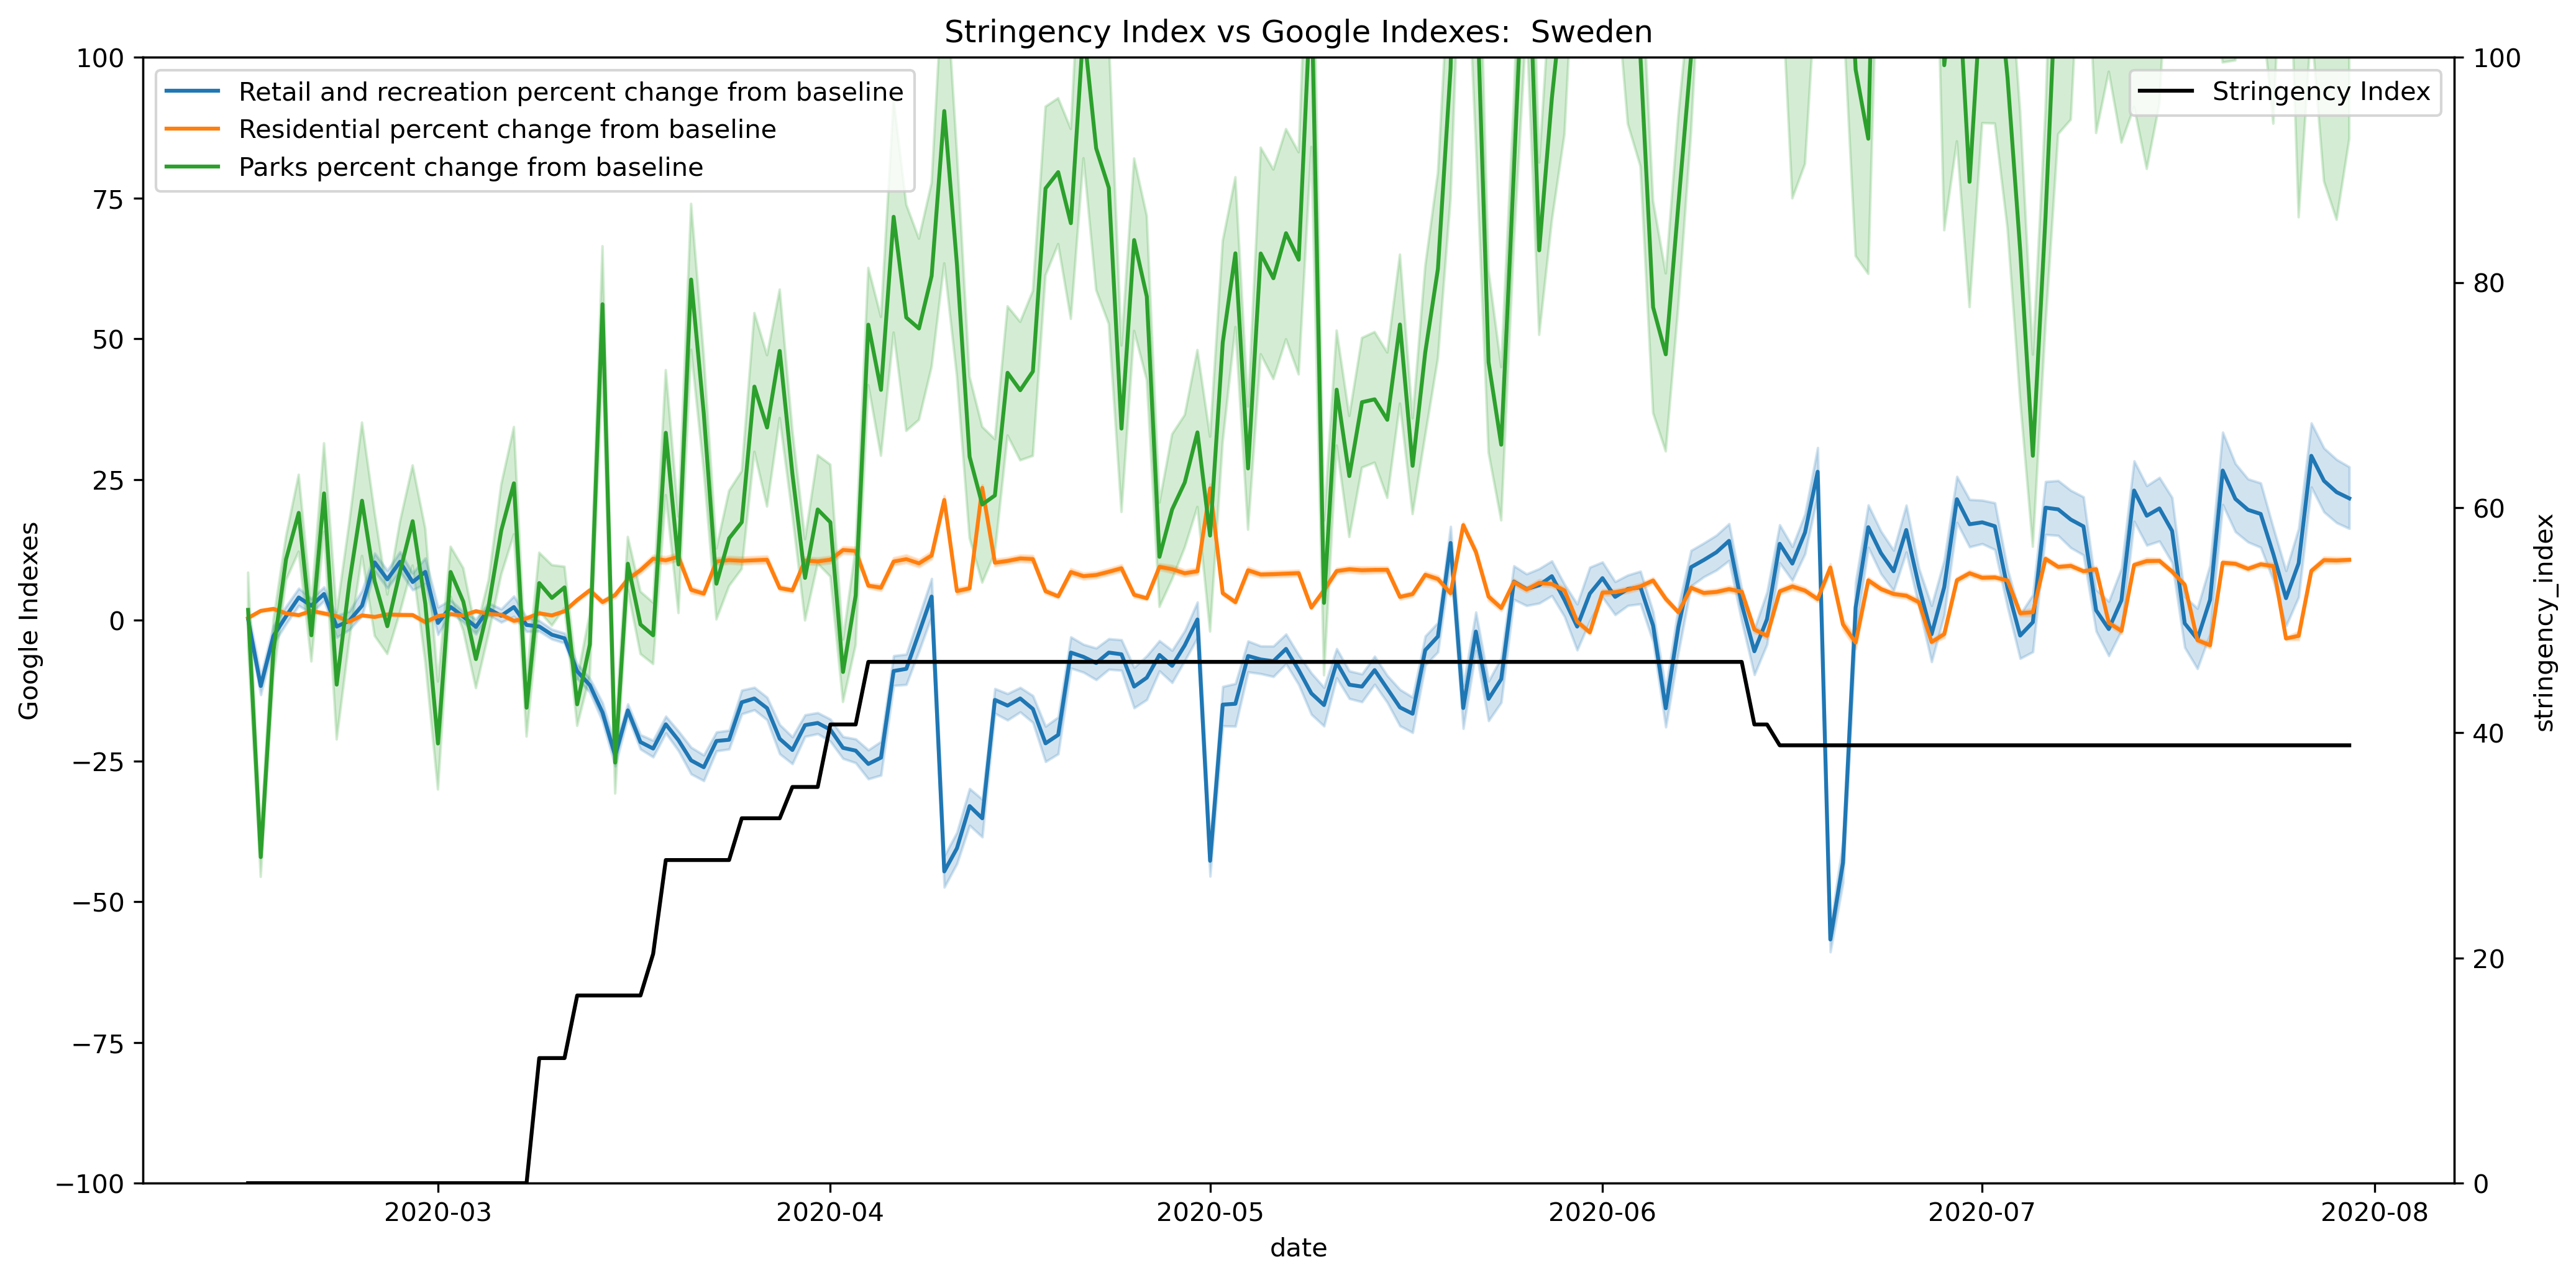 Stringency Index vs Google Indexes:  Sweden
Retail and recreation percent change from baseline
Residential percent change from baseline
Parks percent change from baseline
Stringency Index
100
75
50
25
0
−25
−50
−75
−100
Google Indexes
100
80
60
40
20
0
stringency_index
2020-03
2020-04
2020-05
2020-06
2020-07
2020-08
date